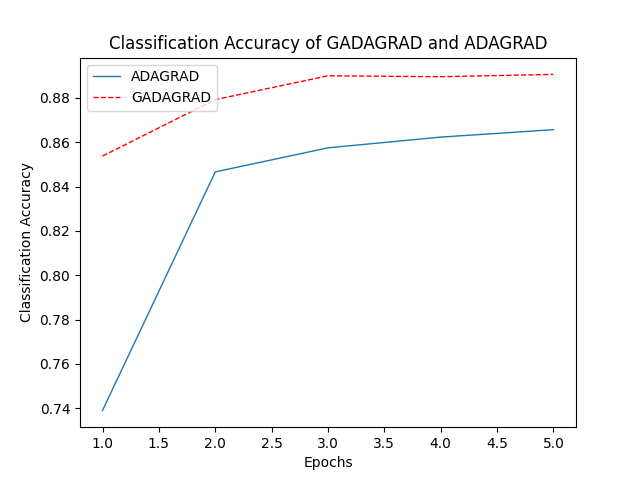 Classification Accuracy of GADAGRAD and ADAGRAD
ADAGRAD
GADAGRAD
Classification Accuracy
0.88
0.86
0.84
0.82
0.80
0.78
0.76
0.74
1.0 1.5 2.0 2.5 3.0 3.5 4.0 4.5 5.0
Epochs